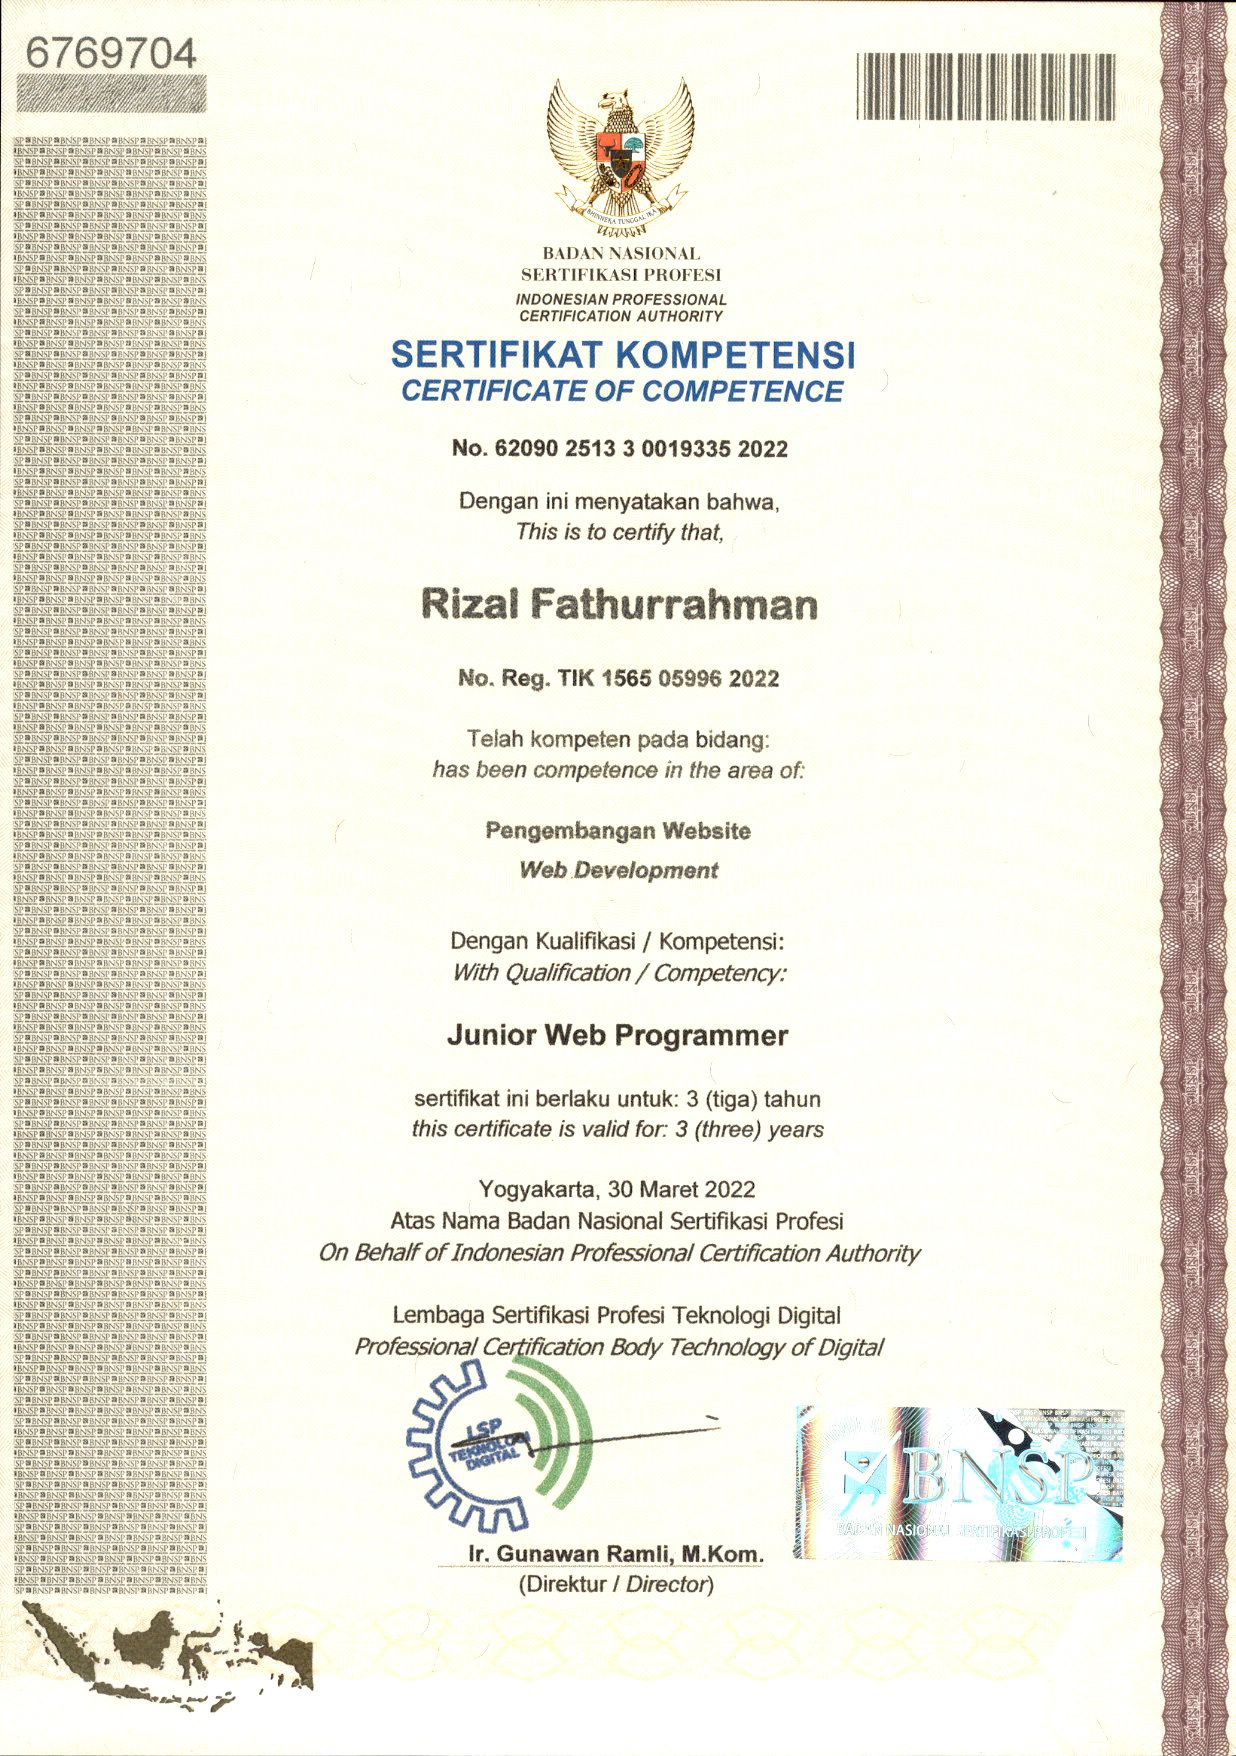 6769704
BHINNEKA TUNGGAL IKA
BADAN NASIONAL
SERTIFIKASI PROFESI
INDONESIAN PROFESSIONAL
CERTIFICATION AUTHORITY
SERTIFIKAT KOMPETENSI
CERTIFICATE OF COMPETENCE
No. 62090 2513 3 0019335 2022
Dengan ini menyatakan bahwa,
This is to certify that,
Rizal Fathurrahman
No. Reg. TIK 1565 05996 2022
Telah kompeten pada bidang:
has been competence in the area of:
Pengembangan Website
Web Development
Dengan Kualifikasi / Kompetensi:
With Qualification / Competency:
Junior Web Programmer
sertifikat ini berlaku untuk: 3 (tiga) tahun
this certificate is valid for: 3 (three) years
Yogyakarta, 30 Maret 2022
Atas Nama Badan Nasional Sertifikasi Profesi
On Behalf of Indonesian Professional Certification Authority
Lembaga Sertifikasi Profesi Teknologi Digital
Professional Certification Body Technology of Digital
LSP
TEKNOLOGI
DIGITAL
BNSP
BADAN NASIONAL SERTIFIKASI PROFESI
Ir. Gunawan Ramli, M.Kom.
(Direktur / Director)